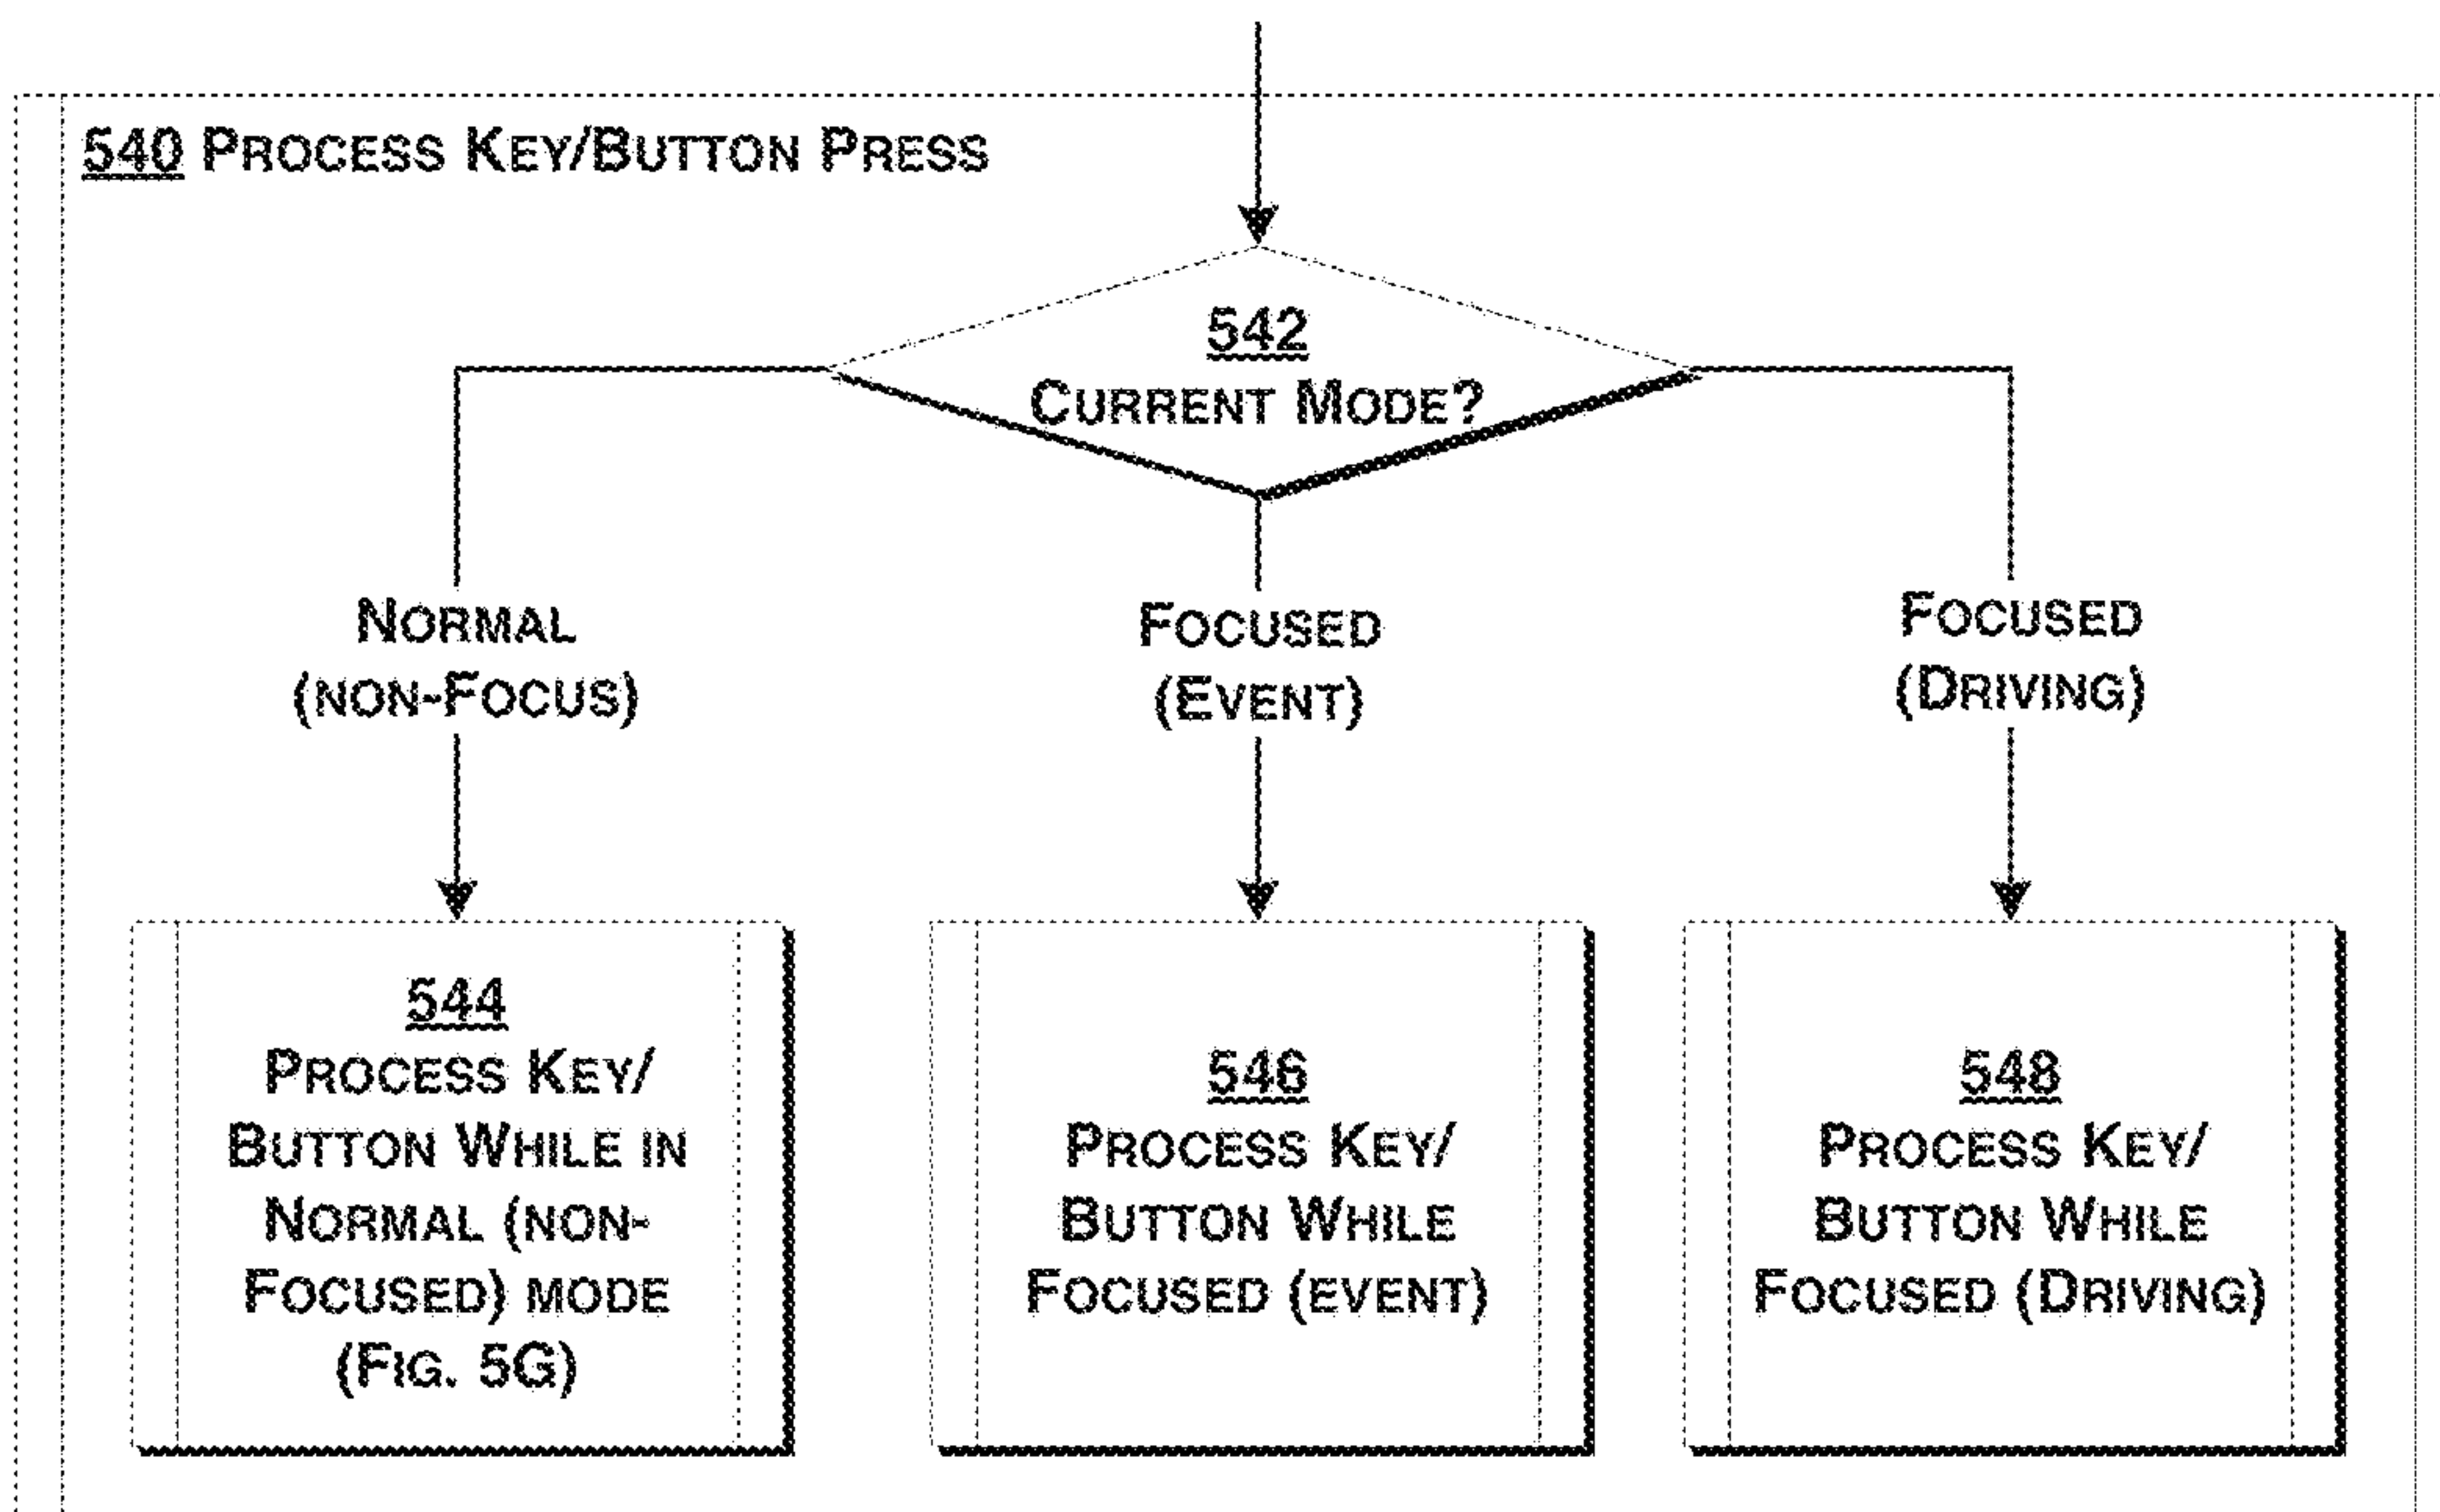 540 Process Key/Button Press
542
Current Mode?
Normal
(non-Focus)
Focused
(Event)
Focused
(Driving)
544
Process Key/
Button While in
Normal (non-
Focused) mode
(Fig. 5G)
546
Process Key/
Button While
Focused (event)
548
Process Key/
Button While
Focused (Driving)